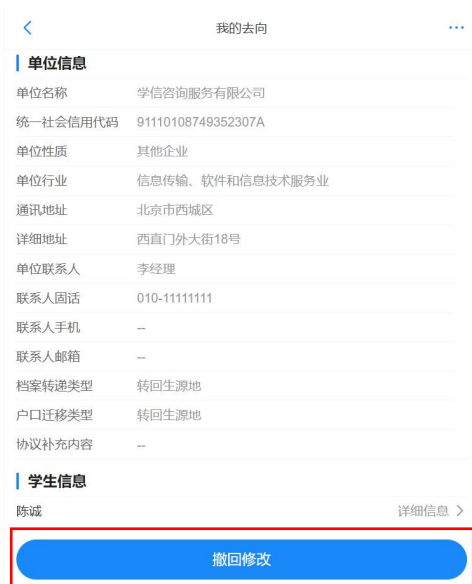 我的去向
单位信息
单位名称 学信咨询服务有限公司
统一社会信用代码 91110108749352307A
单位性质 其他企业
单位行业 信息传输、软件和信息技术服务业
通讯地址 北京市西城区
详细地址 西直门外大街18号
单位联系人 李经理
联系人固话 010-11111111
联系人手机 --
联系人邮箱 --
档案转递类型 转回生源地
户口迁移类型 转回生源地
协议补充内容 --
学生信息
陈诚 详细信息
撤回修改